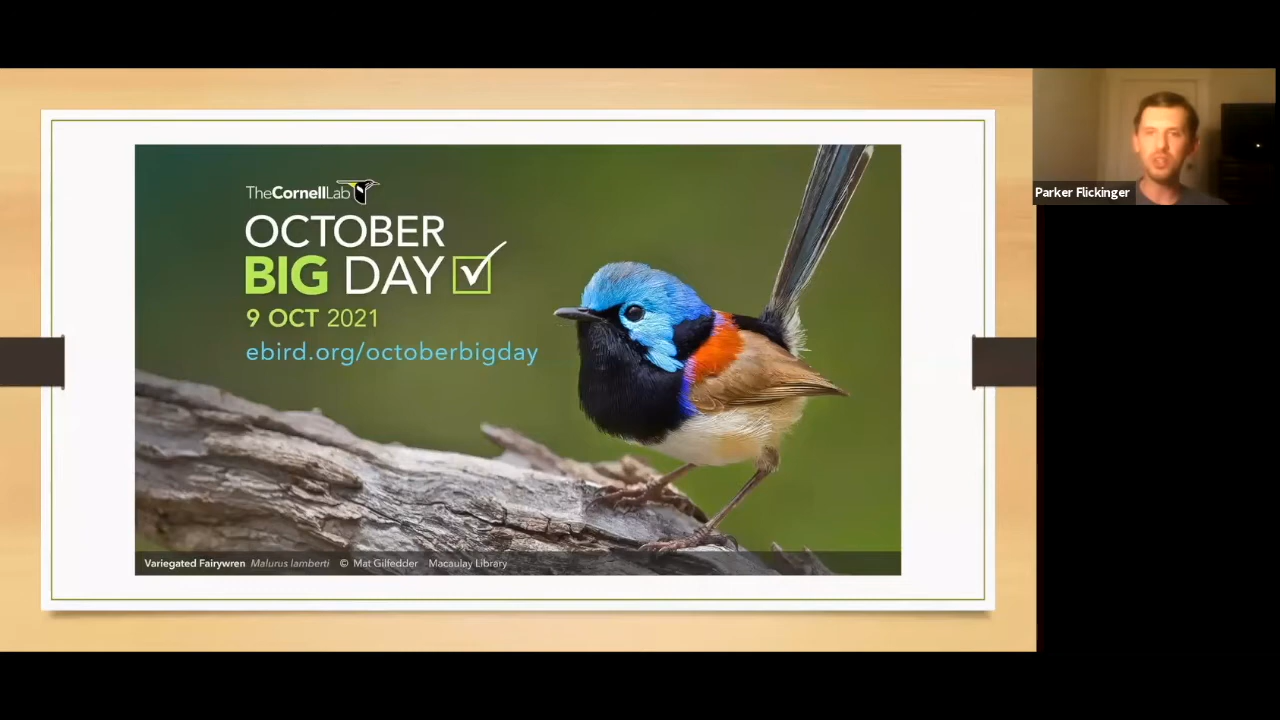 TheCornellLab
OCTOBER
BIG DAY
9 OCT 2021
ebird.org/octoberbigday
Variegated Fairywren Malurus lamberti © Mat Gilfedder Macaulay Library
Parker Flickinger